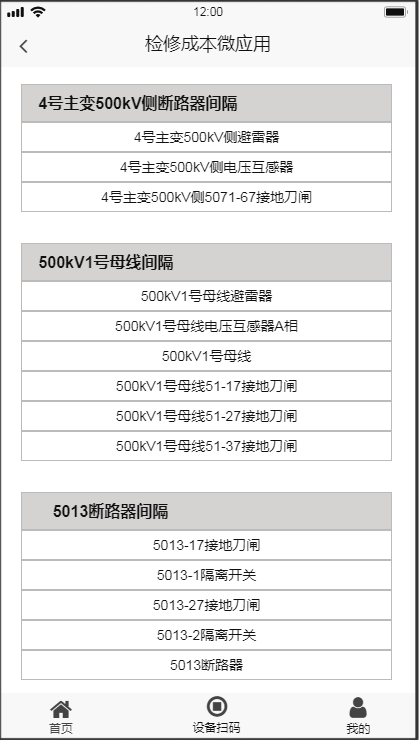 12:00
检修成本微应用
4号主变500kV侧断路器间隔
4号主变500kV侧避雷器
4号主变500kV侧电压互感器
4号主变500kV侧5071-67接地刀闸
500kV1号母线间隔
500kV1号母线避雷器
500kV1号母线电压互感器A相
500kV1号母线
500kV1号母线51-17接地刀闸
500kV1号母线51-27接地刀闸
500kV1号母线51-37接地刀闸
5013断路器间隔
5013-17接地刀闸
5013-1隔离开关
5013-27接地刀闸
5013-2隔离开关
5013断路器
首页 设备扫码 我的